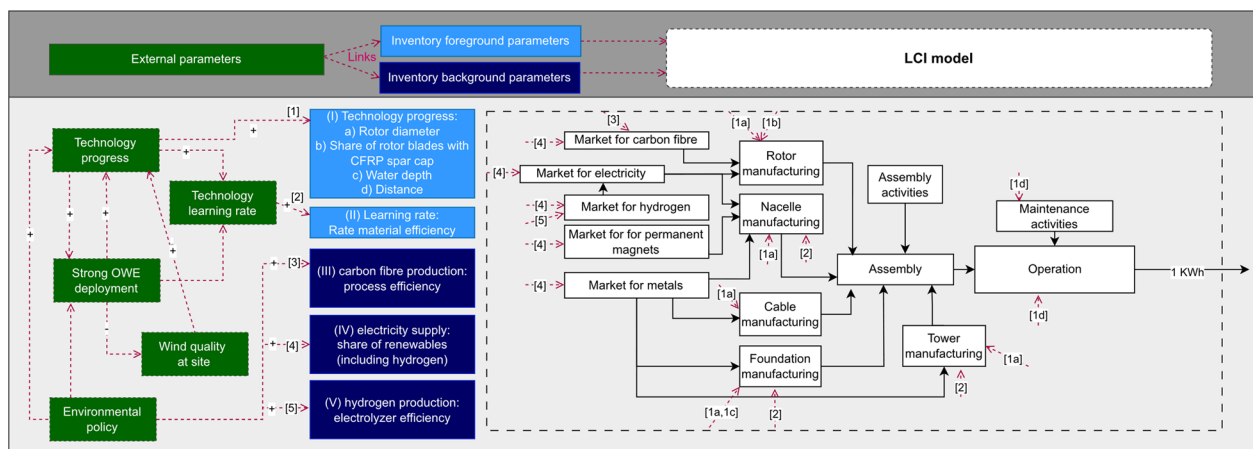 External parameters
Links
Inventory foreground parameters
Inventory background parameters
LCI model
Technology
progress
Technology
learning rate
Strong OWE
deployment
Wind quality
at site
Environmental
policy
+
+
+
+
+
+
-
+
+
[1]
+
[2]
+
[3]
+
[4]
+
[5]
(I) Technology progress:
a) Rotor diameter
b) Share of rotor blades with
CFRP spar cap
c) Water depth
d) Distance
(II) Learning rate:
Rate material efficiency
(III) carbon fibre production:
process efficiency
(IV) electricity supply:
share of renewables
(including hydrogen)
(V) hydrogen production:
electrolyzer efficiency
[3]
[4]
Market for carbon fibre
[4]
Market for electricity
[4]
[5]
Market for hydrogen
[4]
Market for for permanent
magnets
[4]
Market for metals
[1a]
[1b]
Rotor
manufacturing
Nacelle
manufacturing
[1a]
[2]
[1a]
Cable
manufacturing
Foundation
manufacturing
[1a,1c]
[2]
Assembly
activities
Assembly
Tower
manufacturing
[1a]
[2]
[1d]
Maintenance
activities
Operation
[1d]
1 KWh